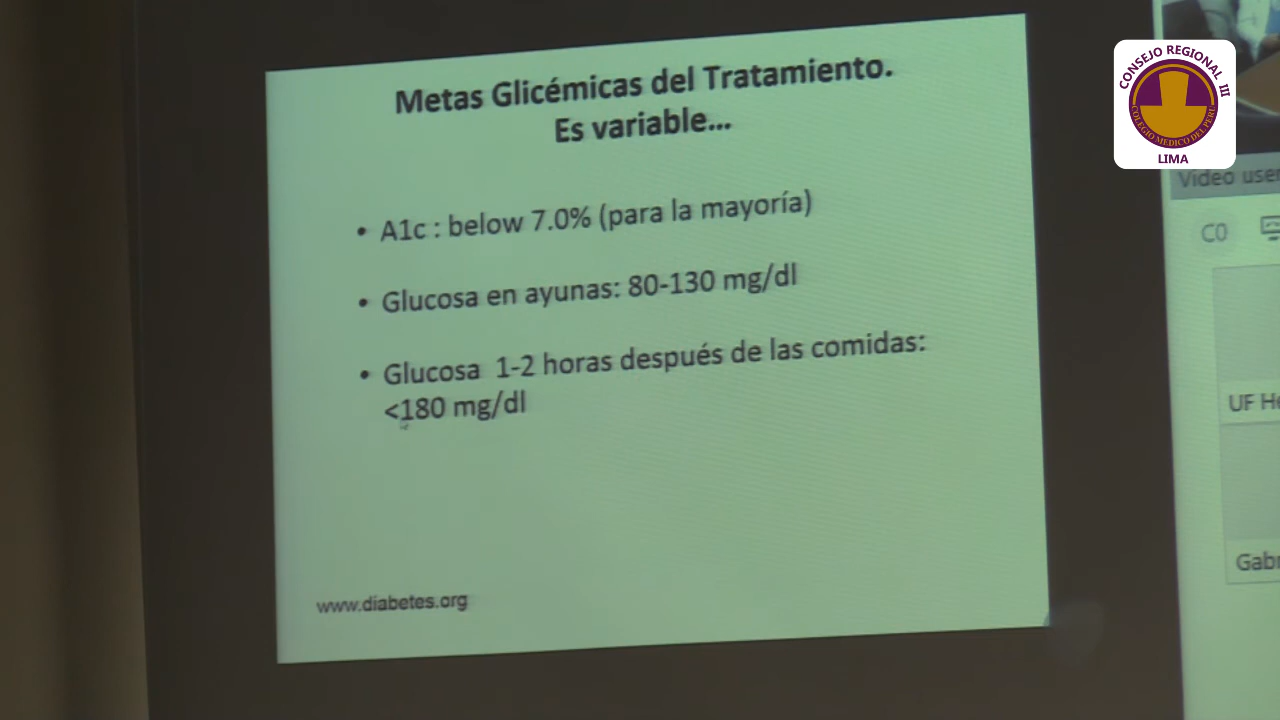 Metas Glicémicas del Tratamiento.
Es variable...
• A1c : below 7.0% (para la mayoría)
• Glucosa en ayunas: 80-130 mg/dl
• Glucosa 1-2 horas después de las comidas:
<180 mg/dl
www.diabetes.org
CONSEJO REGIONAL III
COLEGIO MEDICO DEL PERU
LIMA
Video user
C0
UF He
Gabr